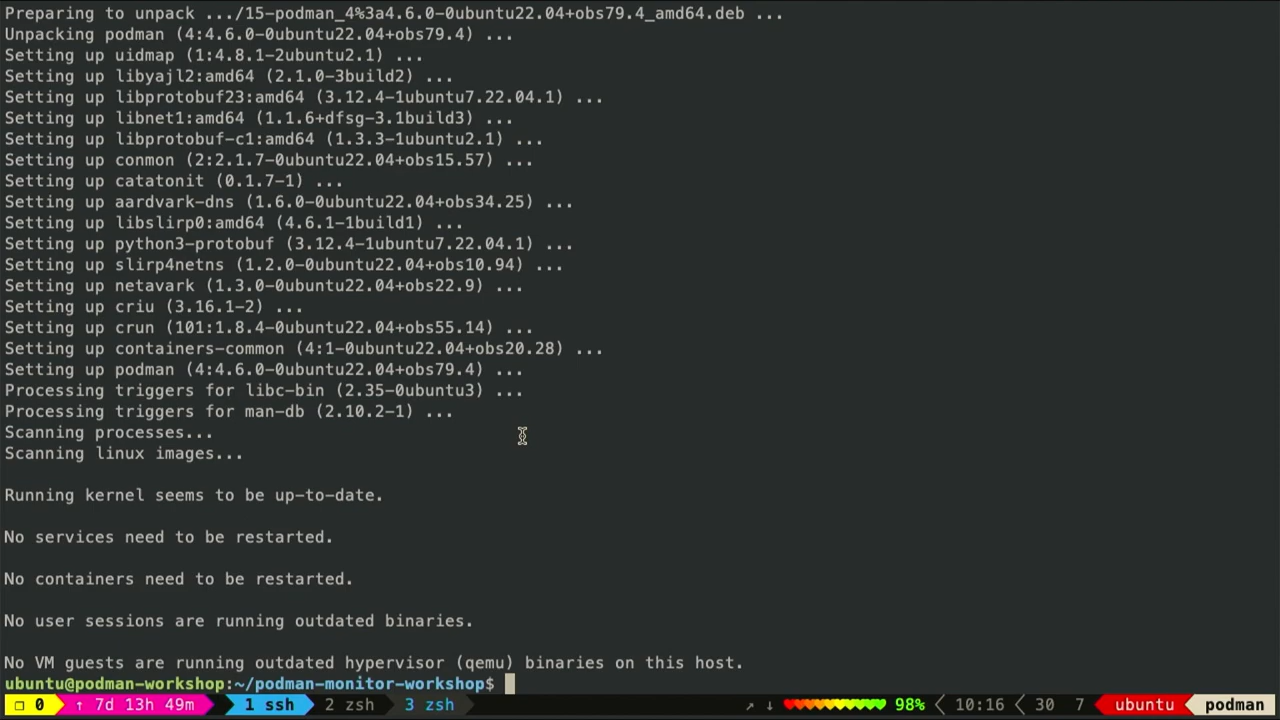 Preparing to unpack .../15-podman_4%3a4.6.0-0ubuntu22.04+obs79.4_amd64.deb ...
Unpacking podman (4:4.6.0-0ubuntu22.04+obs79.4) ...
Setting up uidmap (1:4.8.1-2ubuntu2.1) ...
Setting up libyajl2:amd64 (2.1.0-3build2) ...
Setting up libprotobuf23:amd64 (3.12.4-1ubuntu7.22.04.1) ...
Setting up libnet1:amd64 (1.1.6+dfsg-3.1build3) ...
Setting up libprotobuf-c1:amd64 (1.3.3-1ubuntu2.1) ...
Setting up conmon (2:2.1.7-0ubuntu22.04+obs15.57) ...
Setting up catatonit (0.1.7-1) ...
Setting up aardvark-dns (1.6.0-0ubuntu22.04+obs34.25) ...
Setting up libslirp0:amd64 (4.6.1-1build1) ...
Setting up python3-protobuf (3.12.4-1ubuntu7.22.04.1) ...
Setting up slirp4netns (1.2.0-0ubuntu22.04+obs10.94) ...
Setting up netavark (1.3.0-0ubuntu22.04+obs22.9) ...
Setting up criu (3.16.1-2) ...
Setting up crun (101:1.8.4-0ubuntu22.04+obs55.14) ...
Setting up containers-common (4:1-0ubuntu22.04+obs20.28) ...
Setting up podman (4:4.6.0-0ubuntu22.04+obs79.4) ...
Processing triggers for libc-bin (2.35-0ubuntu3) ...
Processing triggers for man-db (2.10.2-1) ...
Scanning processes...
Scanning linux images...
Running kernel seems to be up-to-date.
No services need to be restarted.
No containers need to be restarted.
No user sessions are running outdated binaries.
No VM guests are running outdated hypervisor (qemu) binaries on this host.
ubuntu@podman-workshop:~/podman-monitor-workshop$
❐ 0 ↑ 7d 13h 49m 1 ssh 2 zsh 3 zsh ↗ ↓ ♥♥♥♥♥♥♥♥♥♥ 98% 10:16 30 7 ubuntu podman